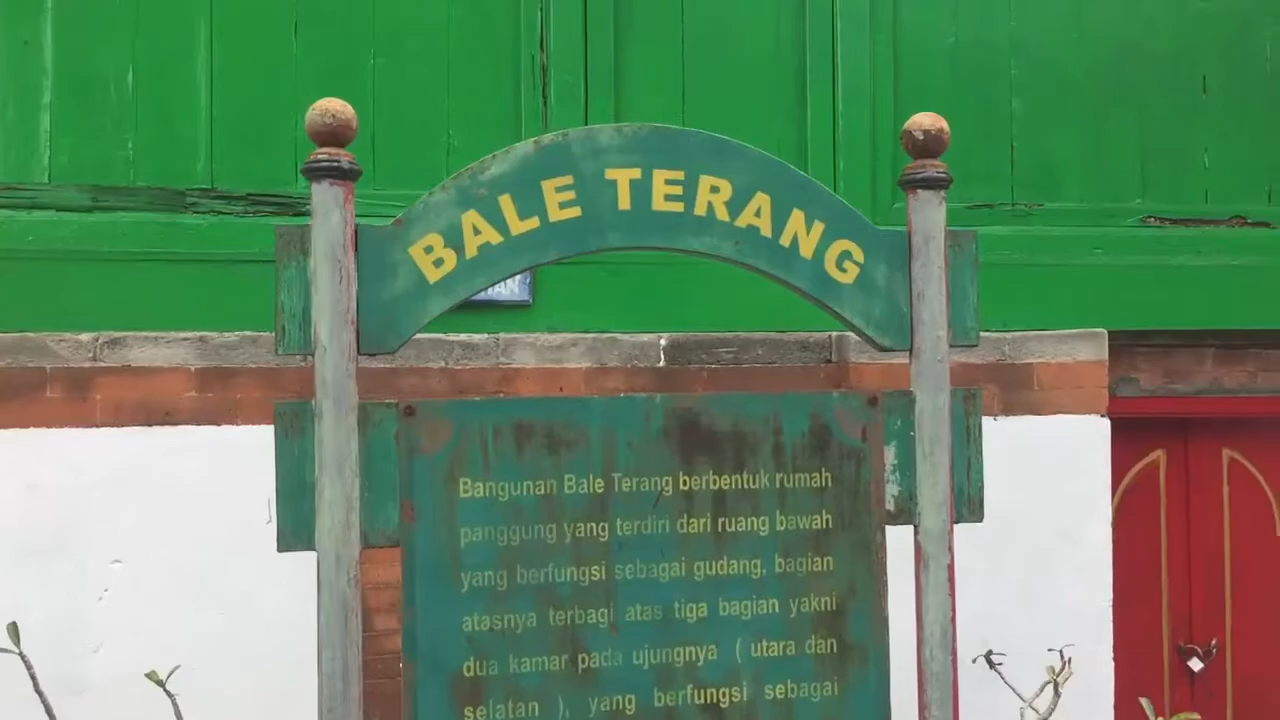 BALE TERANG
Bangunan Bale Terang berbentuk rumah
panggung yang terdiri dari ruang bawah
yang berfungsi sebagai gudang, bagian
atasnya terbagi atas tiga bagian yakni
dua kamar pada ujungnya ( utara dan
selatan ), yang berfungsi sebagai